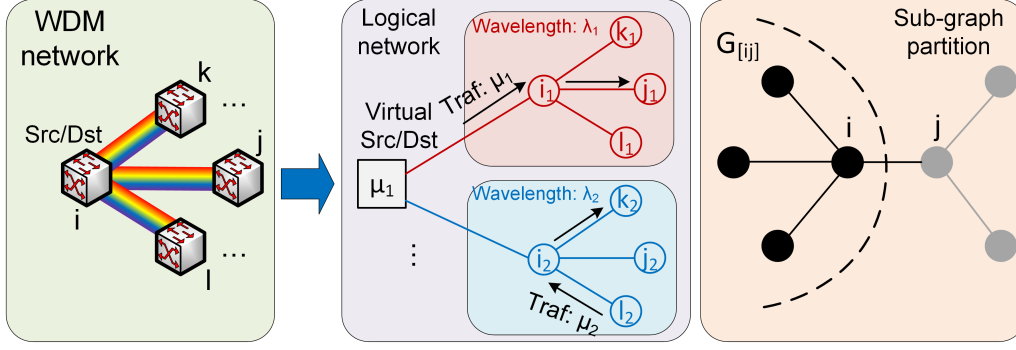 WDM
network
k
...
Src/Dst
j
i
l
...
Logical
network
Wavelength: λ₁
k₁
Traf: μ₁
i₁
j₁
l₁
Virtual
Src/Dst
μ₁
⋮
Wavelength: λ₂
k₂
i₂
j₂
l₂
Traf: μ₂
Sub-graph
partition
G[ij]
i
j